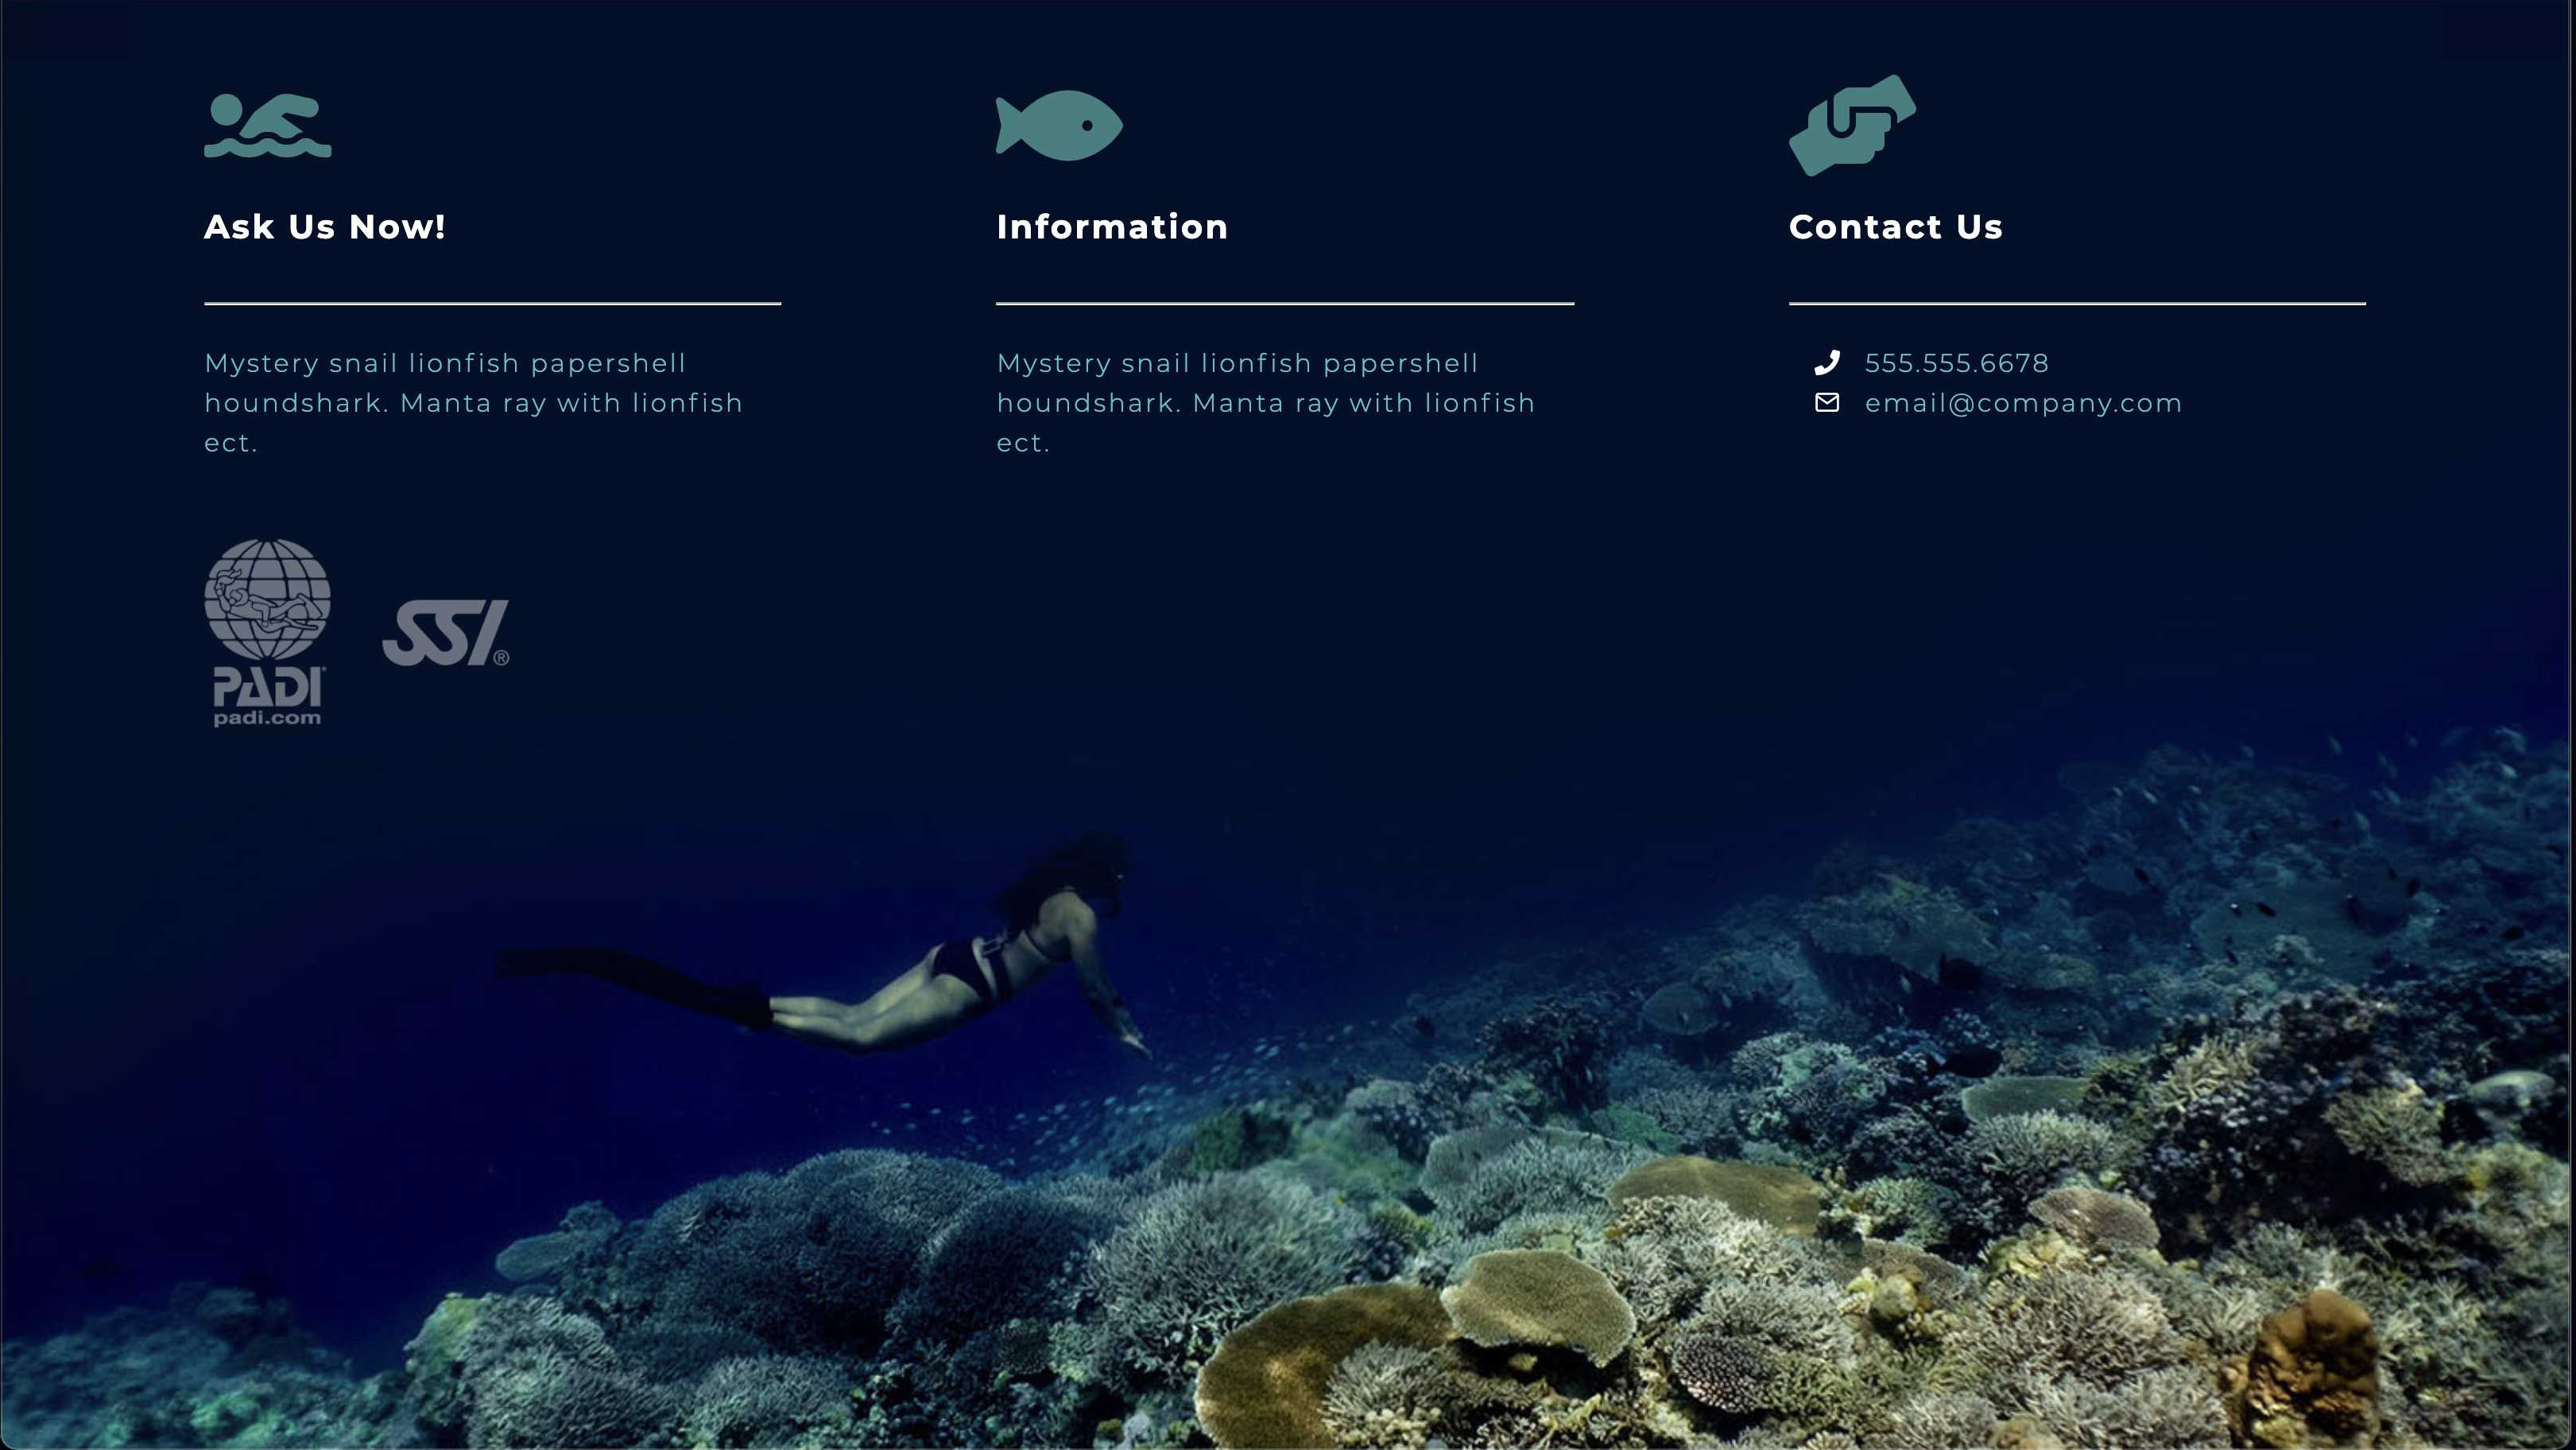 Ask Us Now!
Mystery snail lionfish papershell
houndshark. Manta ray with lionfish
ect.
PADI
padi.com
SSI®
Information
Mystery snail lionfish papershell
houndshark. Manta ray with lionfish
ect.
Contact Us
555.555.6678
email@company.com